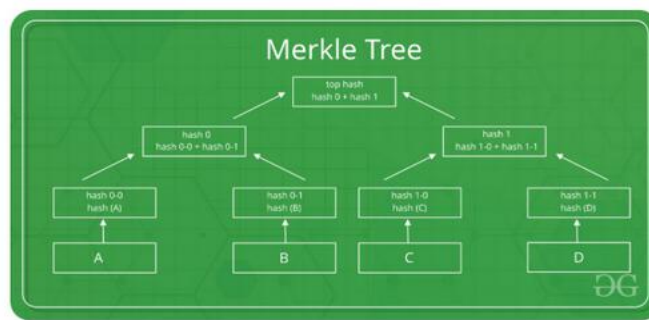 Merkle Tree
top hash
hash 0 + hash 1
hash 0
hash 0-0 + hash 0-1
hash 1
hash 1-0 + hash 1-1
hash 0-0
hash (A)
hash 0-1
hash (B)
hash 1-0
hash (C)
hash 1-1
hash (D)
A
B
C
D